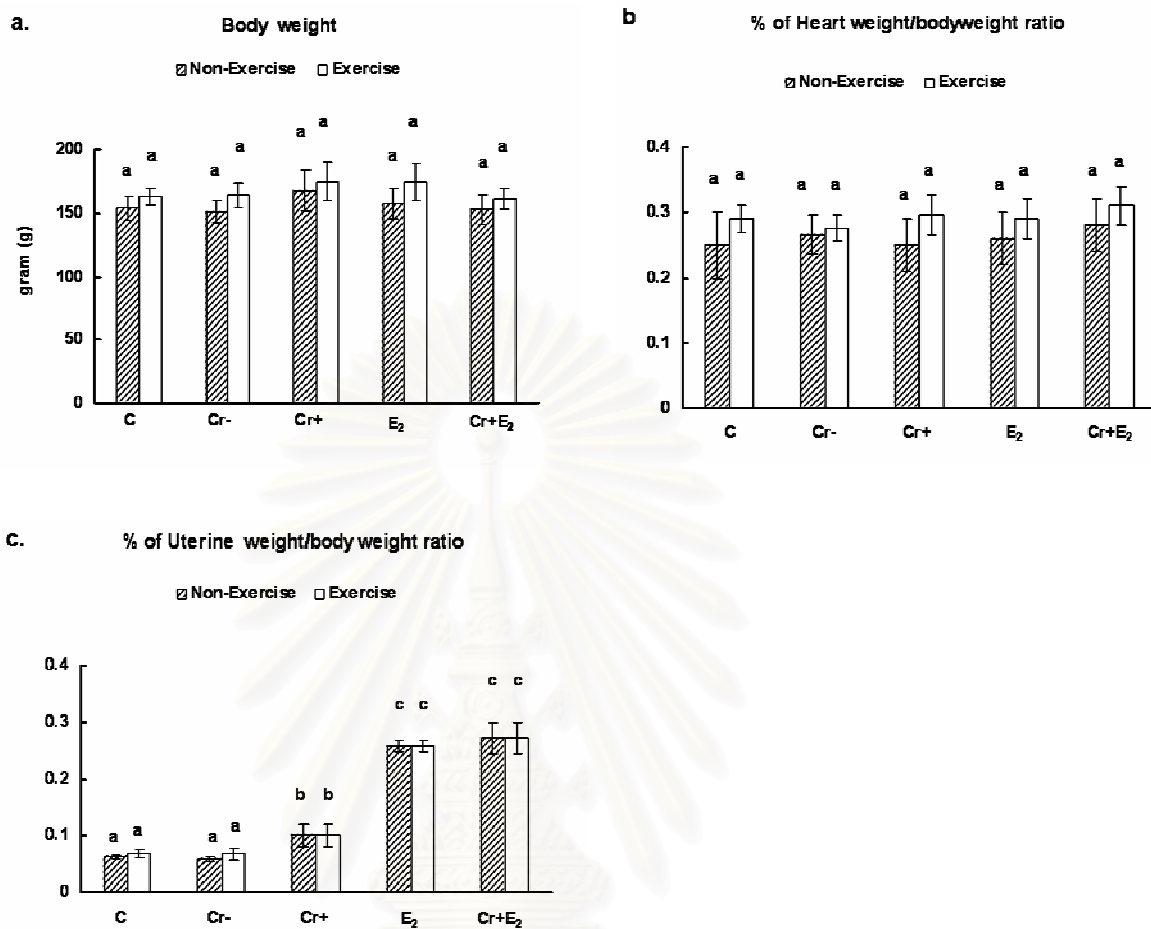 a.
Body weight
Non-Exercise Exercise
a a a a a a a a a a
200
150
100
50
0
gram (g)
C Cr- Cr+ E₂ Cr+E₂
b
% of Heart weight/bodyweight ratio
Non-Exercise Exercise
0.4
a a a a a a a a a a
0.3
0.2
0.1
0
C Cr- Cr+ E₂ Cr+E₂
c.
% of Uterine weight/body weight ratio
Non-Exercise Exercise
0.4
0.3
0.2
0.1
0
a a a a b b c c c c
C Cr- Cr+ E₂ Cr+E₂